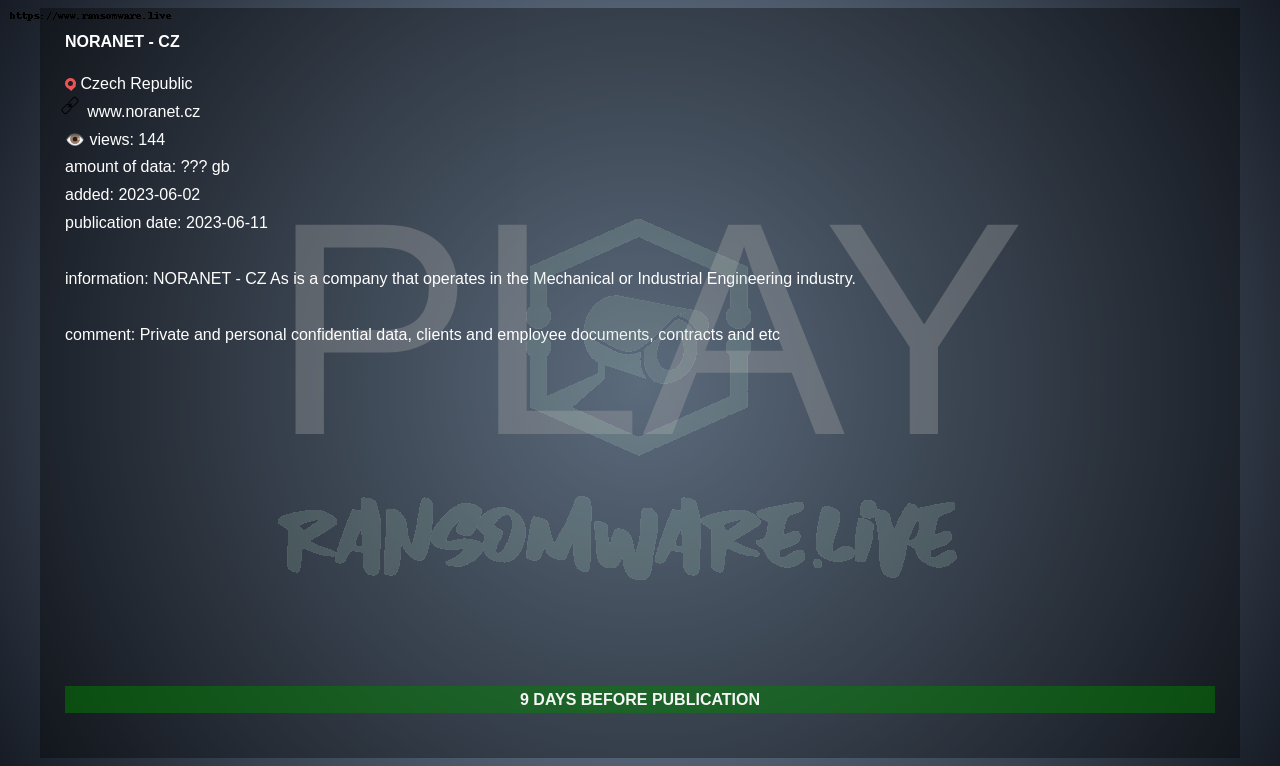 https://www.ransomware.live
NORANET - CZ
Czech Republic
www.noranet.cz
views: 144
amount of data: ??? gb
added: 2023-06-02
publication date: 2023-06-11
information: NORANET - CZ As is a company that operates in the Mechanical or Industrial Engineering industry.
comment: Private and personal confidential data, clients and employee documents, contracts and etc
PLAY
RANSOMWARE.LIVE
9 DAYS BEFORE PUBLICATION